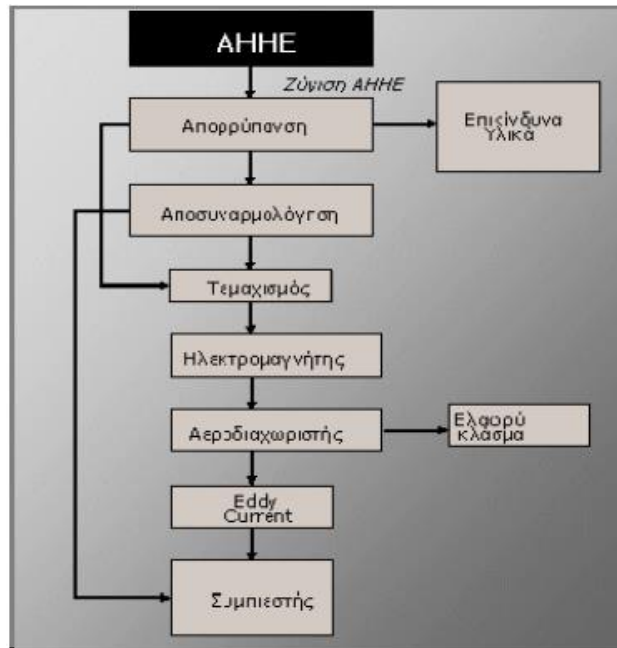 ΑΗΗΕ
Ζύγιση ΑΗΗΕ
Απορρύπανση
Επικίνδυνα
Υλικά
Αποσυναρμολόγηση
Τεμαχισμός
Ηλεκτρομαγνήτης
Αεροδιαχωριστής
Ελαφρύ
κλάσμα
Eddy
Current
Συμπιεστής